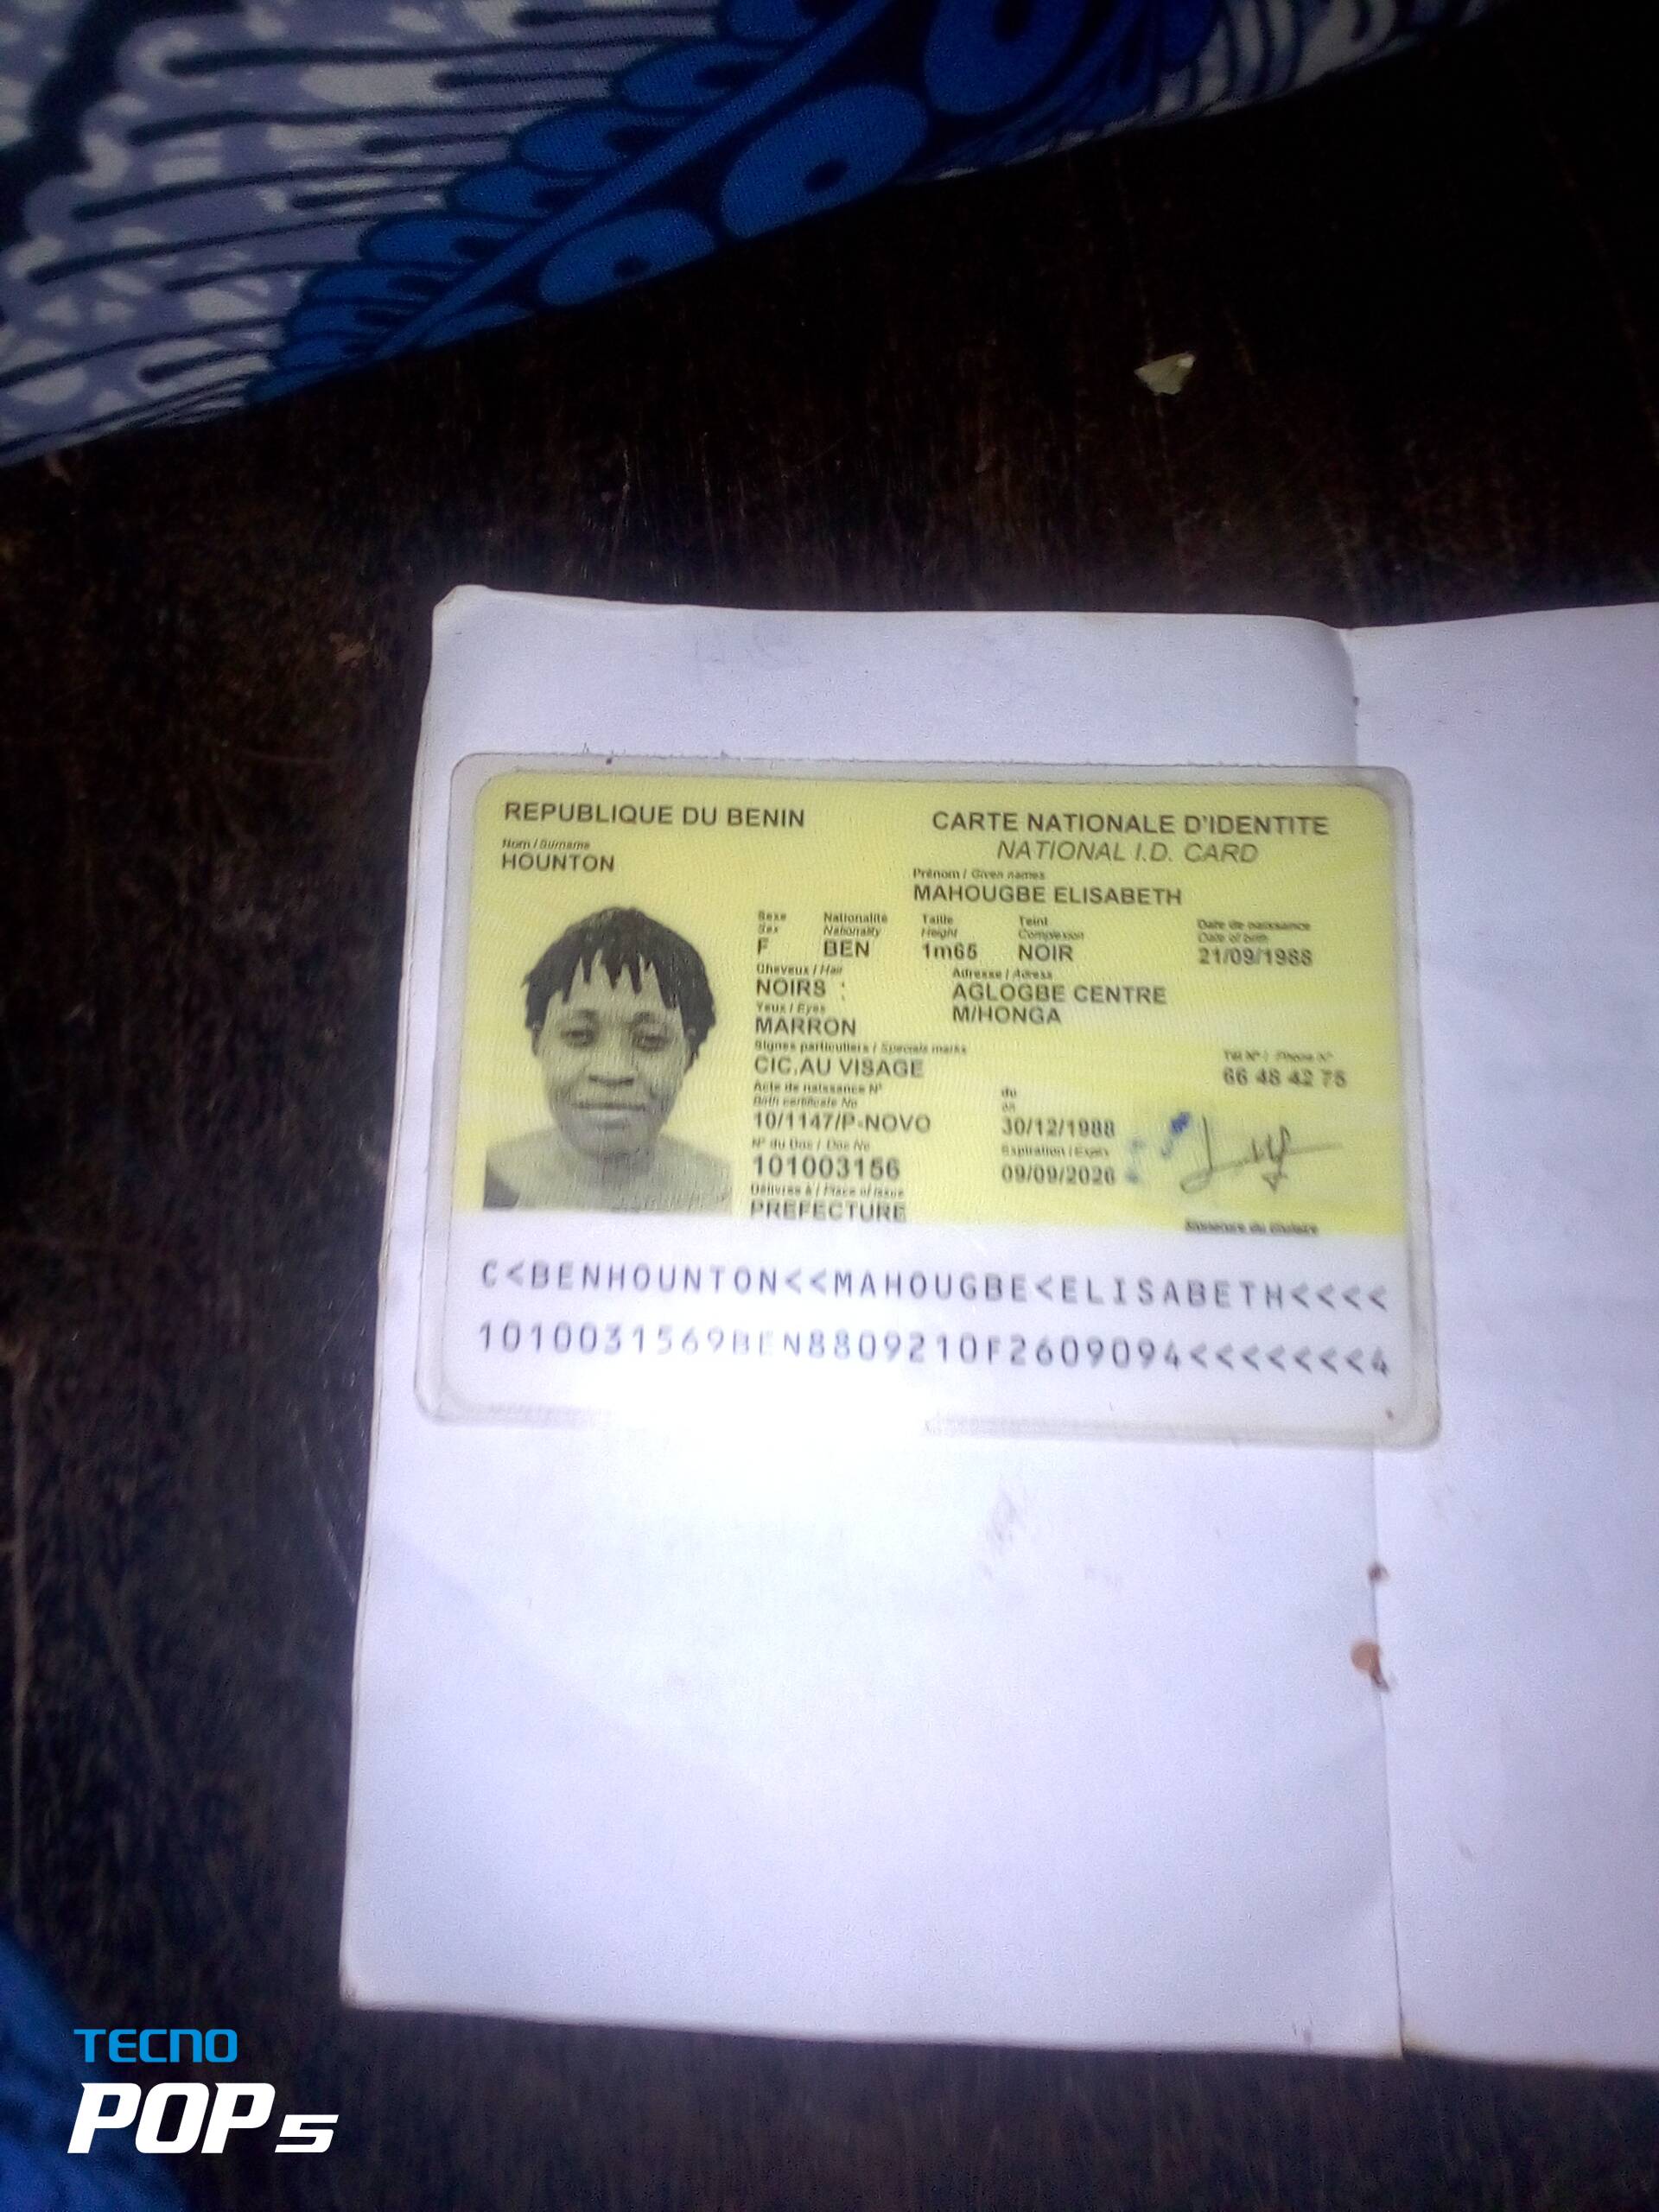 REPUBLIQUE DU BENIN
CARTE NATIONALE D'IDENTITE
NATIONAL I.D. CARD
Nom / Surname
HOUNTON
Prénom / Given names
MAHOUGBE ELISABETH
Sexe Nationalité Taille Teint Date de naissance
Sex Nationality Height Complexion Date of birth
F BEN 1m65 NOIR 21/09/1988
Cheveux / Hair Adresse / Adress
NOIRS : AGLOGBE CENTRE
Yeux / Eyes M/HONGA
MARRON
Signes particuliers / Specials marks Tél N° / Phone N°
CIC.AU VISAGE 66 48 42 75
Acte de naissance N° du
Birth certificate No on
10/1147/P-NOVO 30/12/1988
N° du Doc / Doc No Expiration / Expiry
101003156 09/09/2026
Délivrée à / Place of issue
PREFECTURE
Signature du titulaire
C<BENHOUNTON<<MAHOUGBE<ELISABETH<<<<
1010031569BEN8809210F2609094<<<<<<<4
TECNO
POP 5